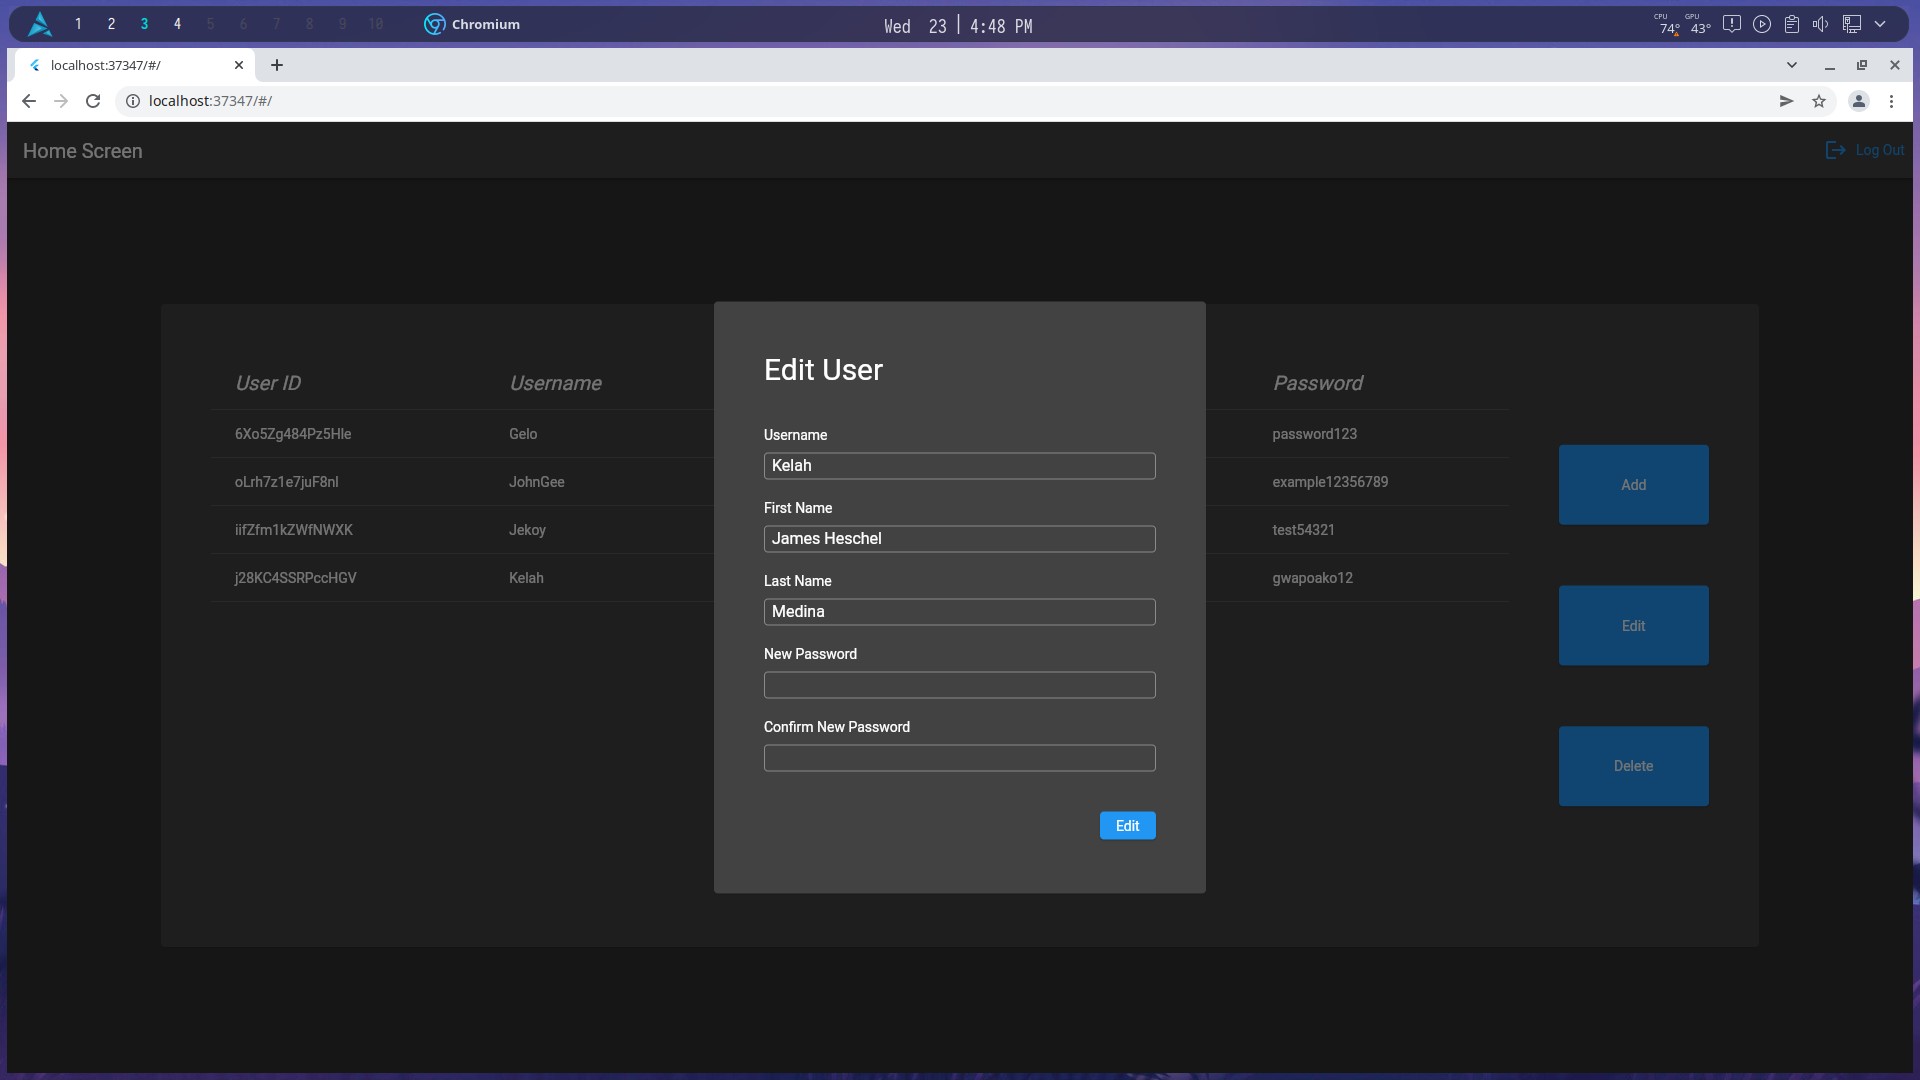 1 2 3 4 5 6 7 8 9 10 Chromium Wed 23 | 4:48 PM CPU 74° GPU 43°
localhost:37347/#/
localhost:37347/#/
Home Screen Log Out
User ID Username Password
6Xo5Zg484Pz5Hle Gelo password123
oLrh7z1e7juF8nl JohnGee example12356789
iifZfm1kZWfNWXK Jekoy test54321
j28KC4SSRPccHGV Kelah gwapoako12
Edit User
Username
Kelah
First Name
James Heschel
Last Name
Medina
New Password
Confirm New Password
Edit
Add
Edit
Delete